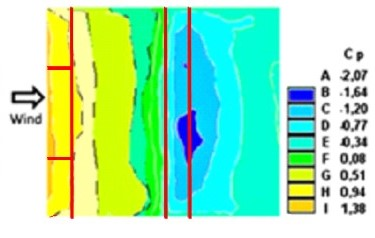 Wind
C p
A -2,07
B -1,64
C -1,20
D -0,77
E -0,34
F 0,08
G 0,51
H 0,94
I 1,38